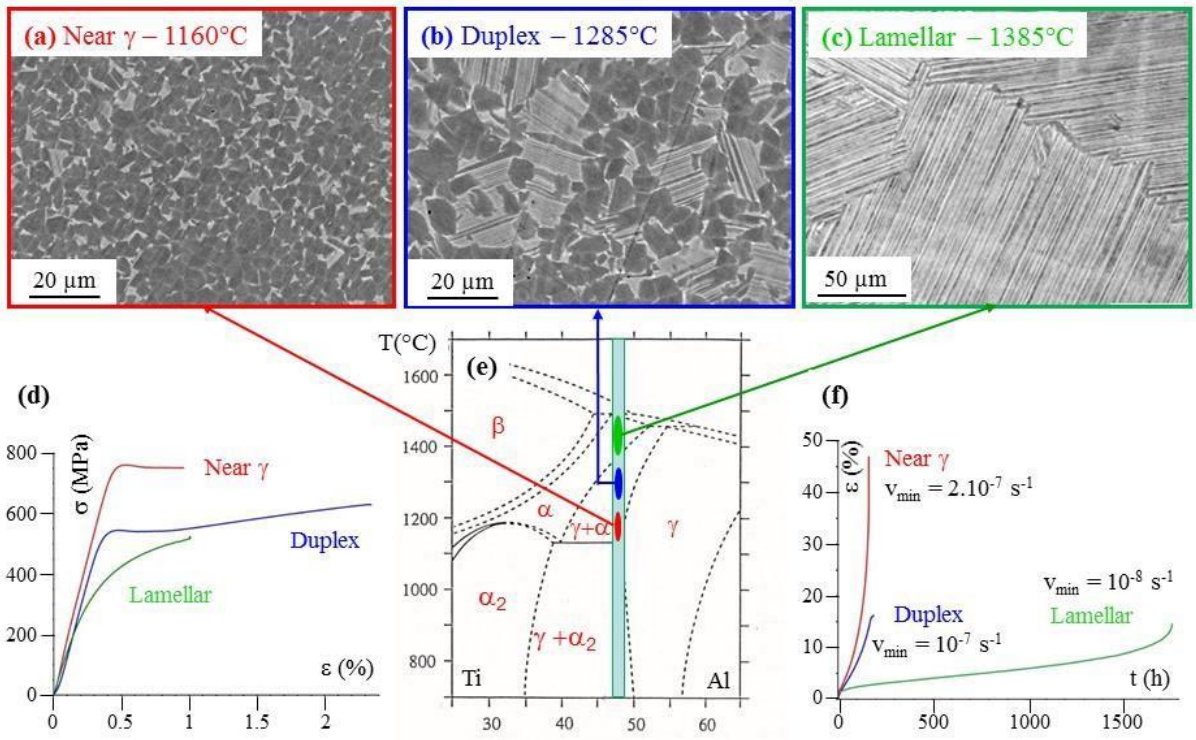 (a) Near γ – 1160°C
20 µm
(b) Duplex – 1285°C
20 µm
(c) Lamellar – 1385°C
50 µm
(d)
σ (MPa)
800
600
400
200
0
Near γ
Duplex
Lamellar
ε (%)
0
0.5
1
1.5
2
(e)
T(°C)
1600
1400
1200
1000
800
β
α
γ+α
γ
α₂
γ +α₂
Ti
Al
30
40
50
60
(f)
ε (%)
50
40
30
20
10
0
Near γ
vmin = 2.10⁻⁷ s⁻¹
Duplex
vmin = 10⁻⁷ s⁻¹
vmin = 10⁻⁸ s⁻¹
Lamellar
t (h)
0
500
1000
1500